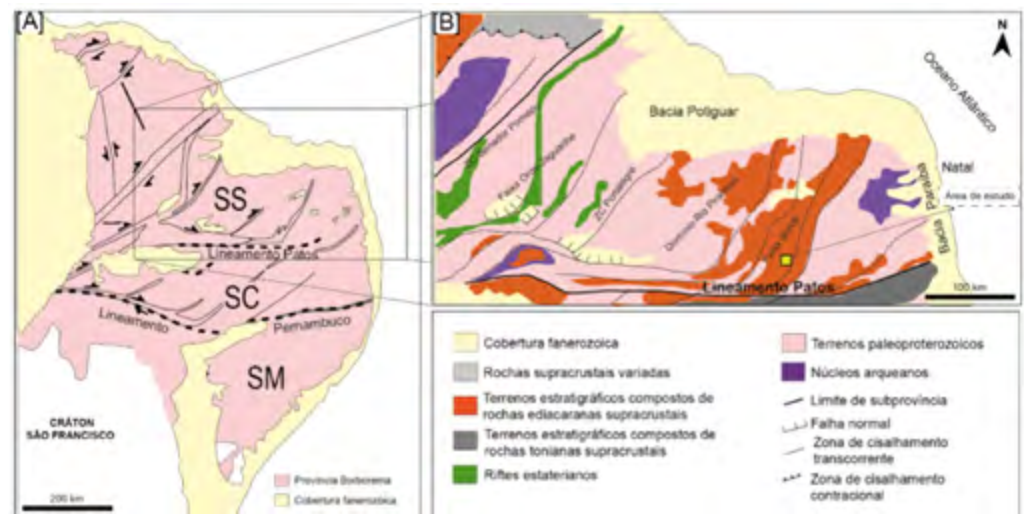 [A]
SS
Lineamento Patos
SC
Lineamento
Pernambuco
SM
CRÁTON
SÃO FRANCISCO
200 km
Província Borborema
Cobertura fanerozoica
[B]
N
Oceano Atlântico
Bacia Potiguar
Natal
Bacia Paraíba
Área de estudo
Lineamento Patos
100 km
Cobertura fanerozoica
Rochas supracrustais variadas
Terrenos estratigráficos compostos de
rochas ediacaranas supracrustais
Terrenos estratigráficos compostos de
rochas tonianas supracrustais
Riftes estaterianos
Terrenos paleoproterozoicos
Núcleos arqueanos
Limite de subprovíncia
Falha normal
Zona de cisalhamento
transcorrente
Zona de cisalhamento
contracional